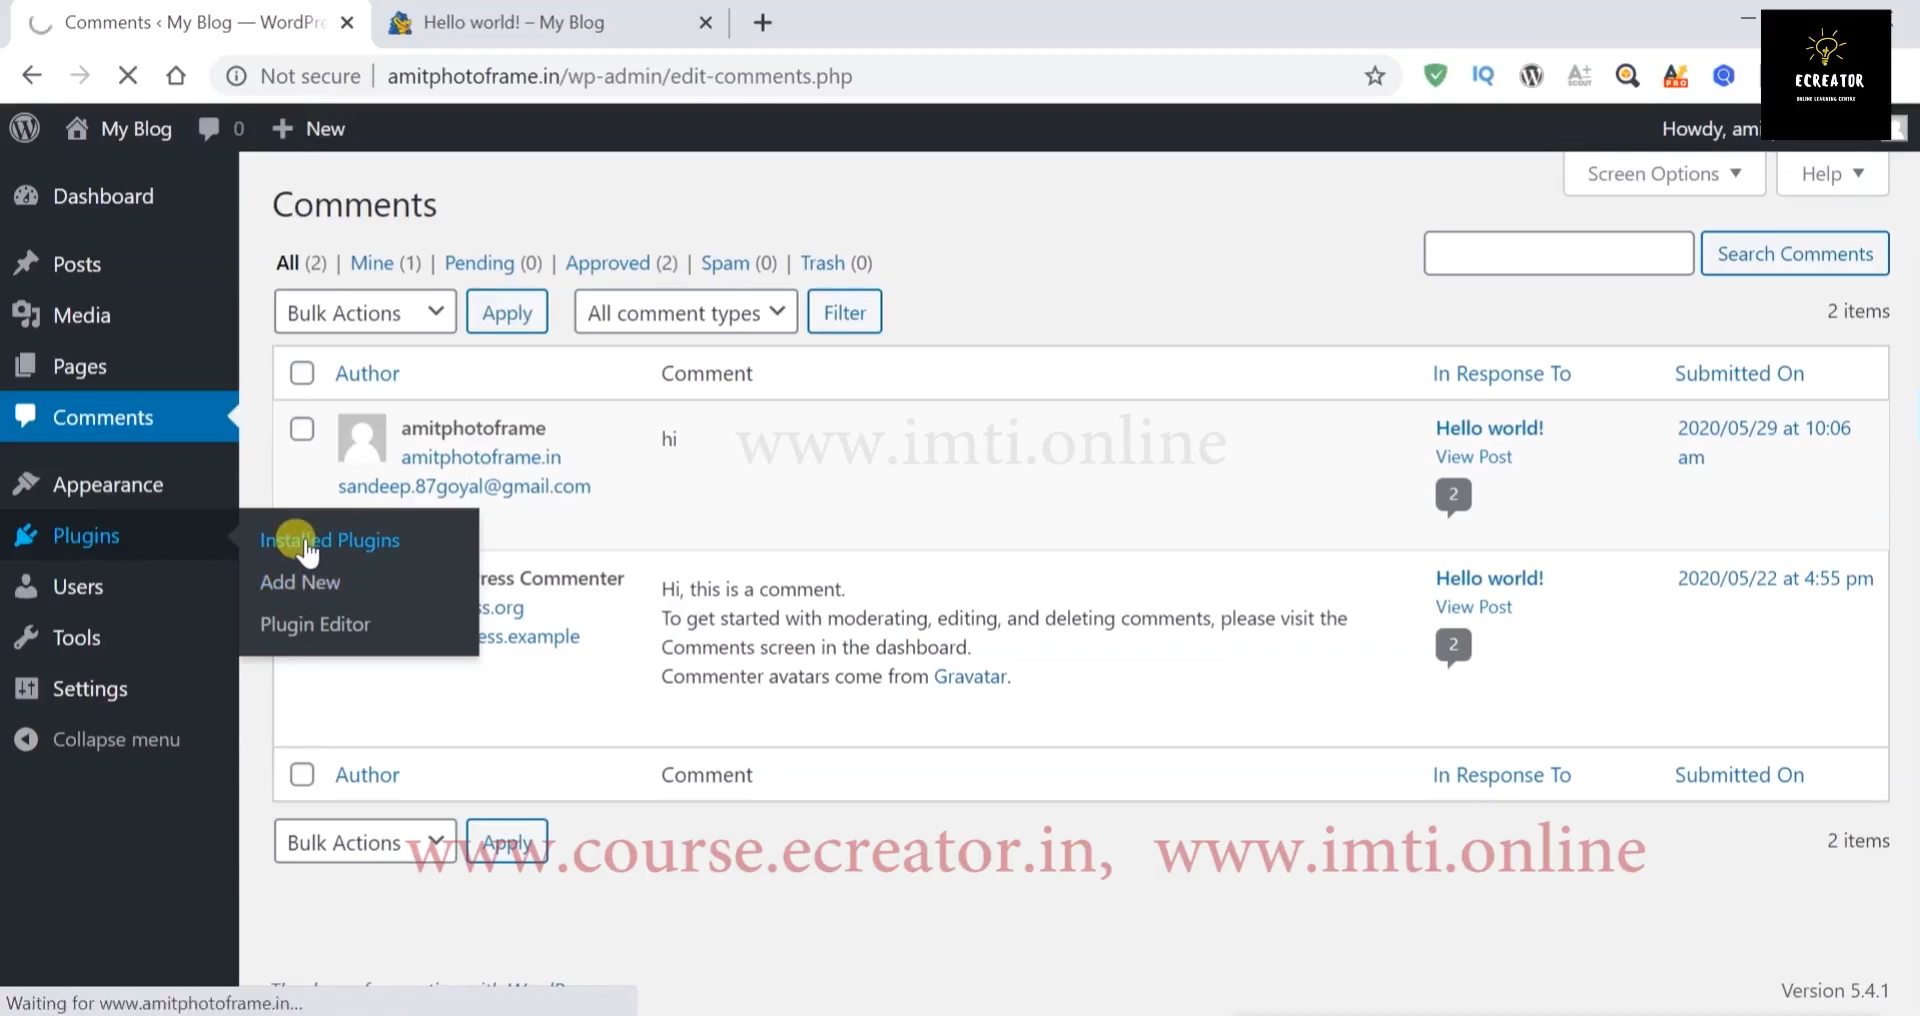 Comments ‹ My Blog — WordPre
Hello world! – My Blog
Not secure
amitphotoframe.in/wp-admin/edit-comments.php
IQ
A+
SCOUT
PRO
ECREATOR
ONLINE LEARNING CENTRE
My Blog
0
New
Howdy, ami
Dashboard
Posts
Media
Pages
Comments
Appearance
Plugins
Users
Tools
Settings
Collapse menu
Installed Plugins
Add New
Plugin Editor
Screen Options
Help
Comments
All (2) | Mine (1) | Pending (0) | Approved (2) | Spam (0) | Trash (0)
Search Comments
Bulk Actions
Apply
All comment types
Filter
2 items
Author
Comment
In Response To
Submitted On
amitphotoframe
amitphotoframe.in
sandeep.87goyal@gmail.com
hi
www.imti.online
Hello world!
View Post
2
2020/05/29 at 10:06
am
ress Commenter
ss.org
ess.example
Hi, this is a comment.
To get started with moderating, editing, and deleting comments, please visit the
Comments screen in the dashboard.
Commenter avatars come from Gravatar.
Hello world!
View Post
2
2020/05/22 at 4:55 pm
Author
Comment
In Response To
Submitted On
Bulk Actions
Apply
2 items
www.course.ecreator.in, www.imti.online
Version 5.4.1
Waiting for www.amitphotoframe.in...